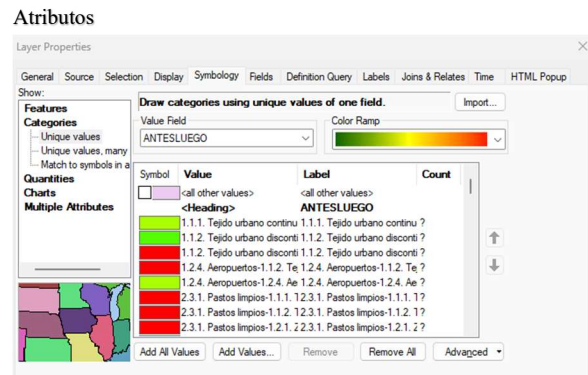 Atributos
Layer Properties
General Source Selection Display Symbology Fields Definition Query Labels Joins & Relates Time HTML Popup
Show:
Features
Categories
Unique values
Unique values, many
Match to symbols in a
Quantities
Charts
Multiple Attributes
Draw categories using unique values of one field.
Import...
Value Field
ANTESLUEGO
Color Ramp
Symbol Value Label Count
<all other values> <all other values>
<Heading> ANTESLUEGO
1.1.1. Tejido urbano continu 1.1.1. Tejido urbano continu ?
1.1.2. Tejido urbano disconti 1.1.2. Tejido urbano disconti ?
1.1.2. Tejido urbano disconti 1.1.2. Tejido urbano disconti ?
1.2.4. Aeropuertos-1.1.2. Te 1.2.4. Aeropuertos-1.1.2. Te ?
1.2.4. Aeropuertos-1.2.4. Ae 1.2.4. Aeropuertos-1.2.4. Ae ?
2.3.1. Pastos limpios-1.1.1. 1 2.3.1. Pastos limpios-1.1.1. 1 ?
2.3.1. Pastos limpios-1.1.2. 1 2.3.1. Pastos limpios-1.1.2. 1 ?
2.3.1. Pastos limpios-1.2.1. 2 2.3.1. Pastos limpios-1.2.1. 2 ?
Add All Values Add Values... Remove Remove All Advanced